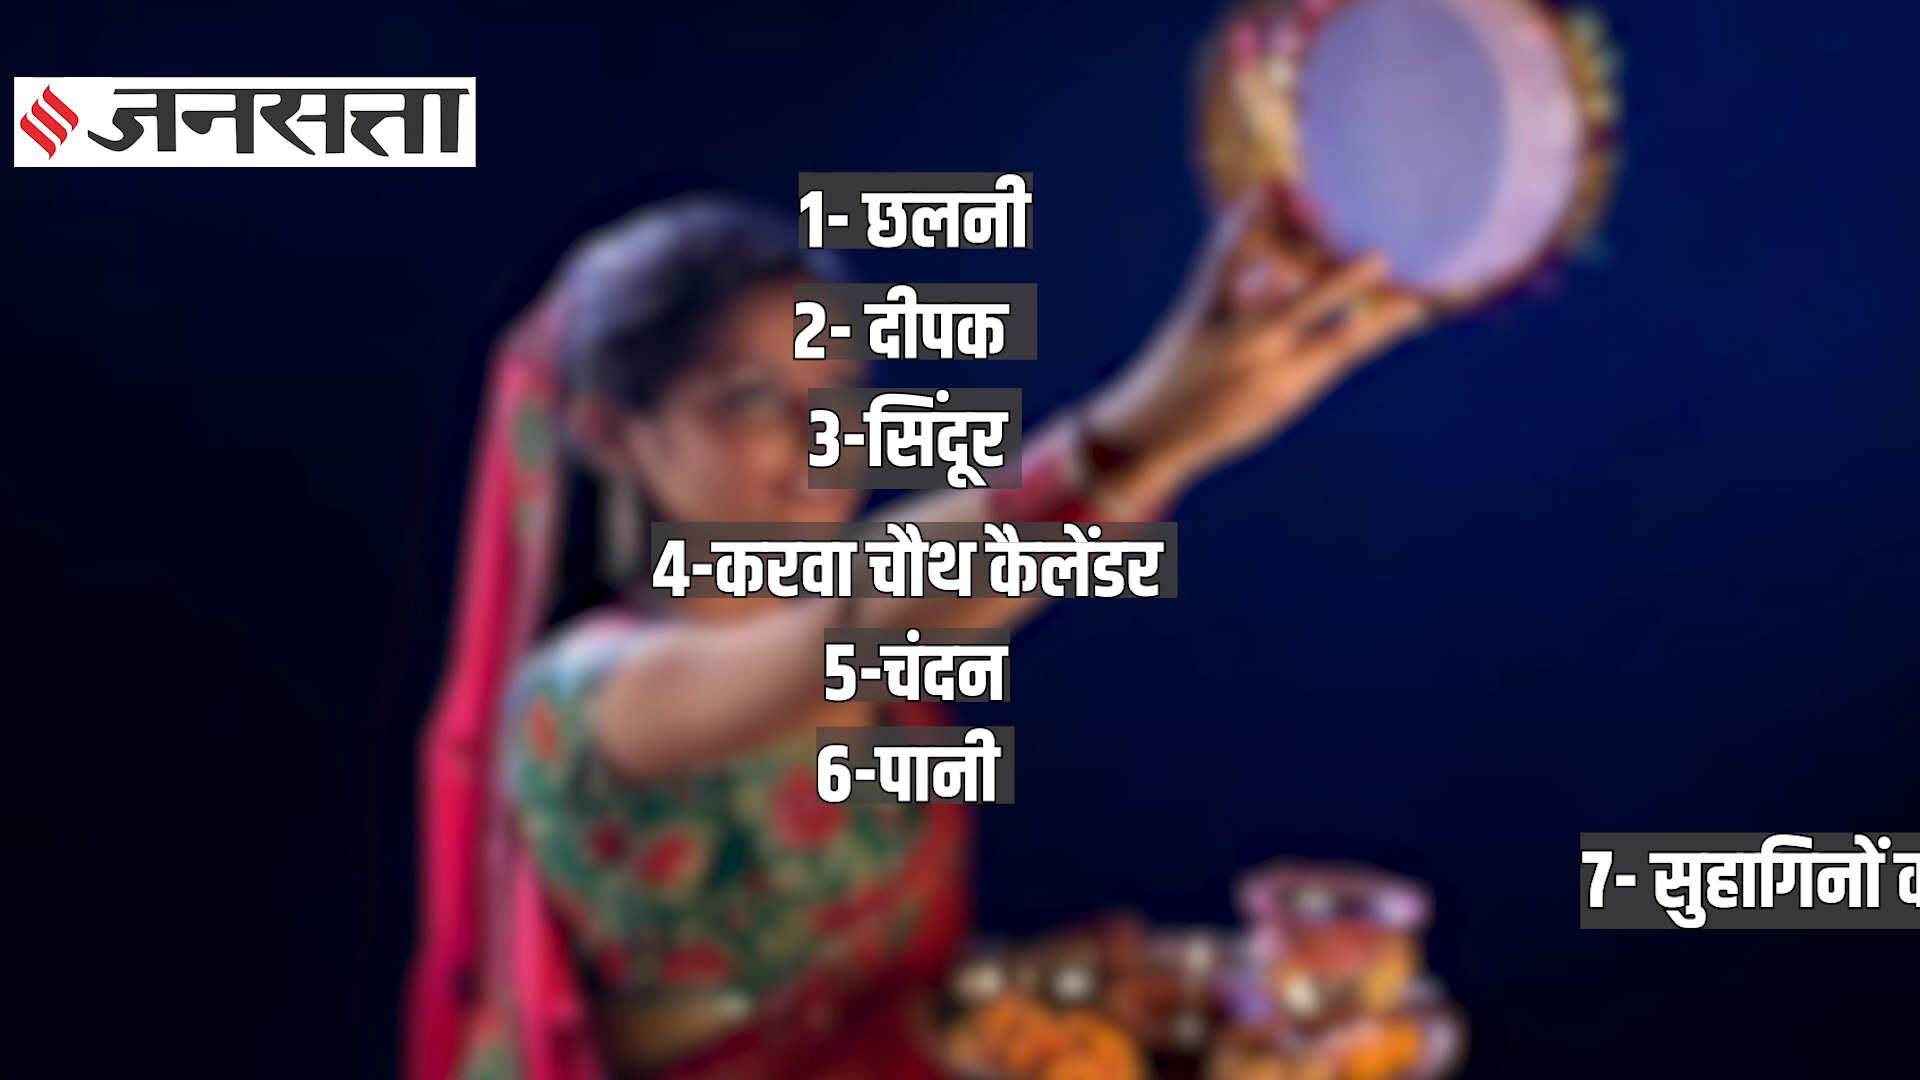 जनसत्ता
1- छलनी
2- दीपक
3-सिंदूर
4-करवा चौथ कैलेंडर
5-चंदन
6-पानी
7- सुहागिनों